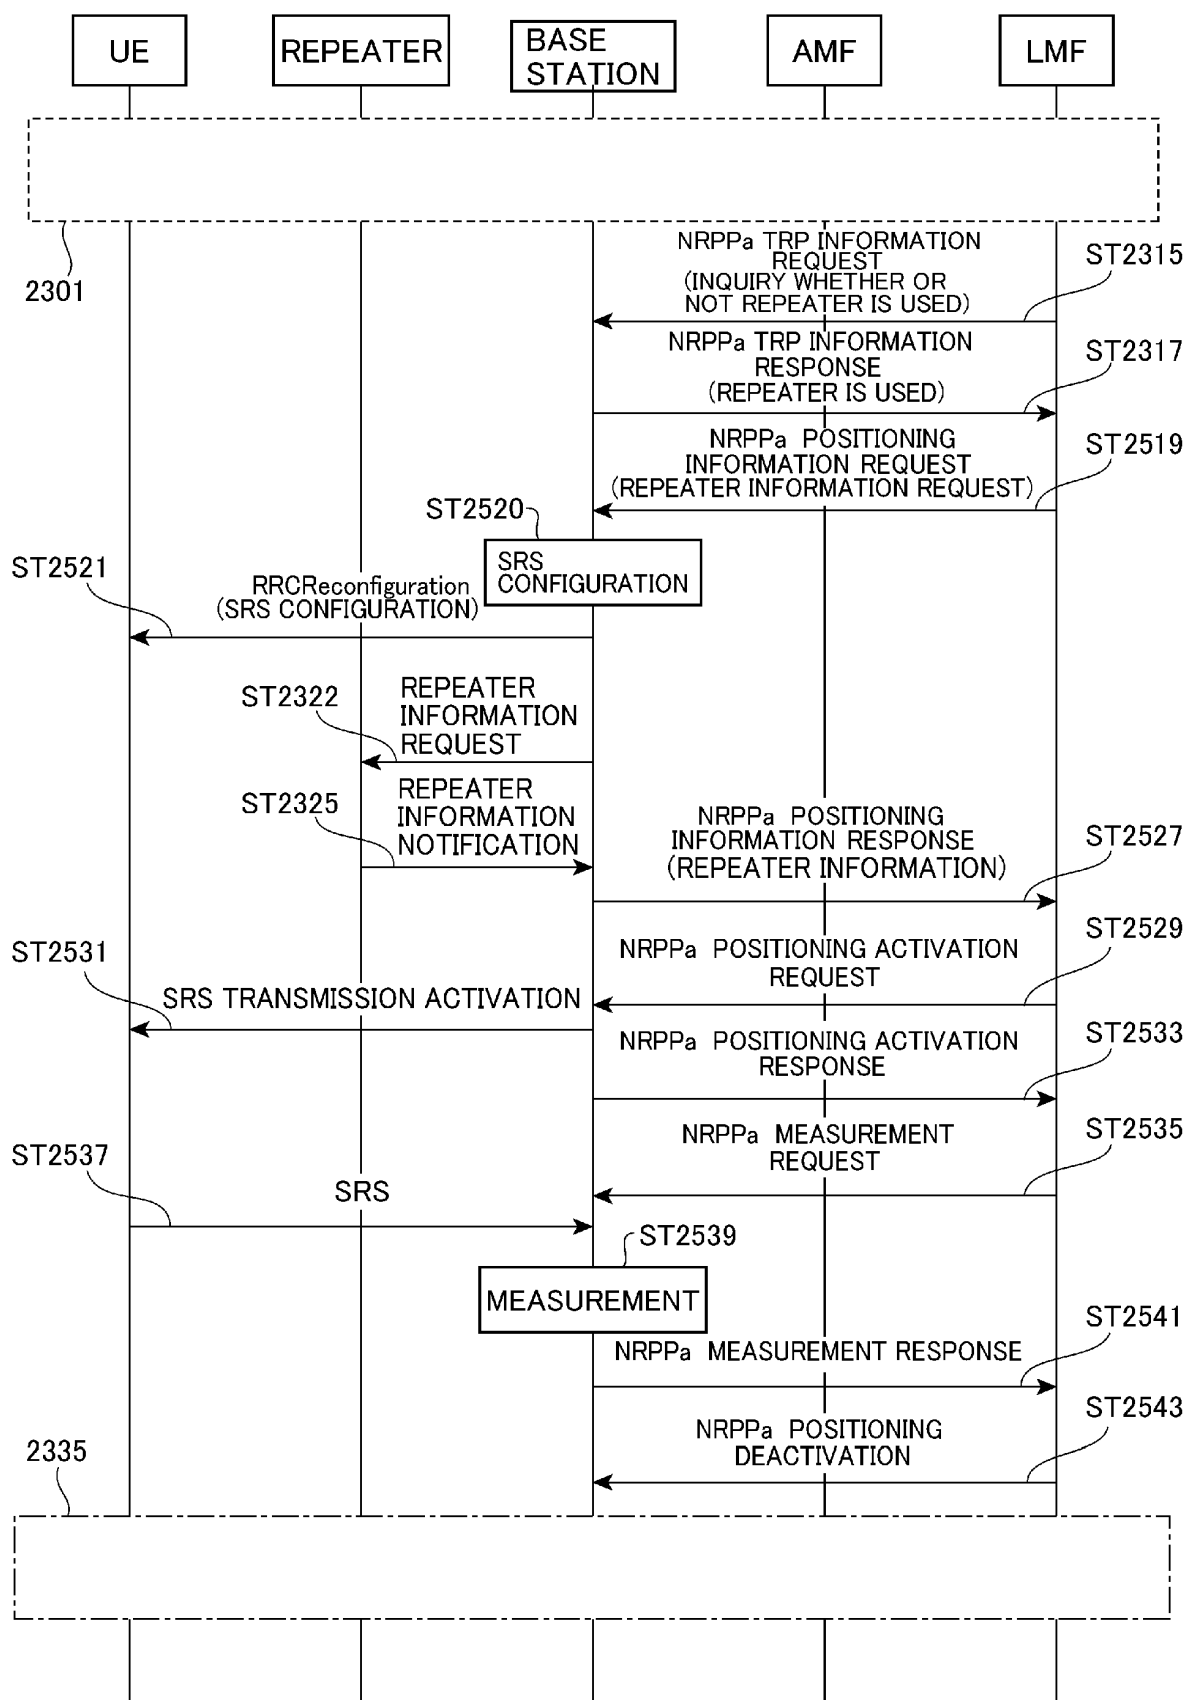 UE
REPEATER
BASE
STATION
AMF
LMF
2301
NRPPa TRP INFORMATION
REQUEST
(INQUIRY WHETHER OR
NOT REPEATER IS USED)
ST2315
NRPPa TRP INFORMATION
RESPONSE
(REPEATER IS USED)
ST2317
NRPPa POSITIONING
INFORMATION REQUEST
(REPEATER INFORMATION REQUEST)
ST2519
ST2520
SRS
CONFIGURATION
ST2521
RRCReconfiguration
(SRS CONFIGURATION)
ST2322
REPEATER
INFORMATION
REQUEST
ST2325
REPEATER
INFORMATION
NOTIFICATION
NRPPa POSITIONING
INFORMATION RESPONSE
(REPEATER INFORMATION)
ST2527
NRPPa POSITIONING ACTIVATION
REQUEST
ST2529
ST2531
SRS TRANSMISSION ACTIVATION
NRPPa POSITIONING ACTIVATION
RESPONSE
ST2533
NRPPa MEASUREMENT
REQUEST
ST2535
ST2537
SRS
ST2539
MEASUREMENT
NRPPa MEASUREMENT RESPONSE
ST2541
NRPPa POSITIONING
DEACTIVATION
ST2543
2335